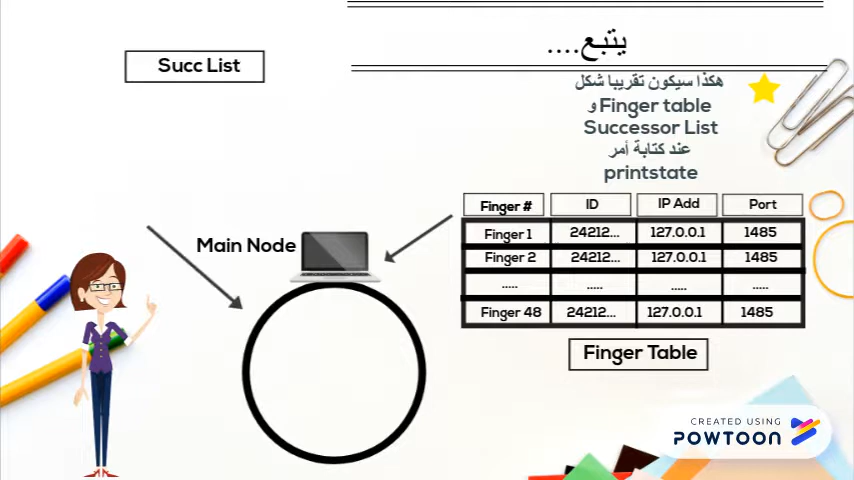 يتبع....
Succ List
هكذا سيكون تقريبا شكل
Finger table و
Successor List
عند كتابة أمر
printstate
Finger # ID IP Add Port
Finger 1 24212... 127.0.0.1 1485
Finger 2 24212... 127.0.0.1 1485
..... ..... ..... .....
Finger 48 24212... 127.0.0.1 1485
Main Node
Finger Table
CREATED USING
POWTOON